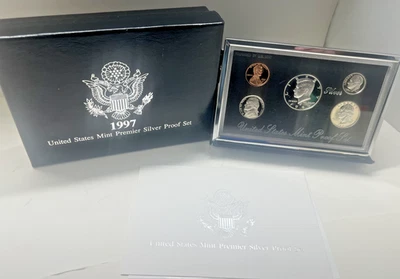 1997
United States Mint Premier Silver Proof Set
Silver
United States Mint Proof Set
United States Mint Premier Silver Proof Set